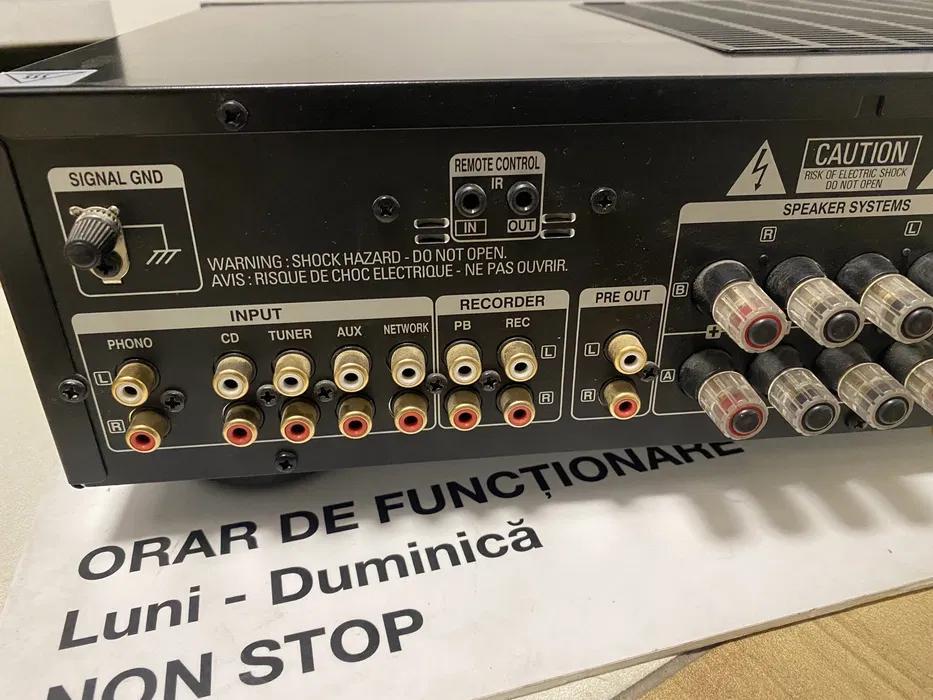 SIGNAL GND
REMOTE CONTROL
IR
IN
OUT
CAUTION
RISK OF ELECTRIC SHOCK
DO NOT OPEN
WARNING : SHOCK HAZARD - DO NOT OPEN.
AVIS : RISQUE DE CHOC ELECTRIQUE - NE PAS OUVRIR.
SPEAKER SYSTEMS
R
L
B
+
A
INPUT
PHONO
CD
TUNER
AUX
NETWORK
L
R
RECORDER
PB
REC
L
R
PRE OUT
L
R
ORAR DE FUNCȚIONARE
Luni - Duminică
NON STOP